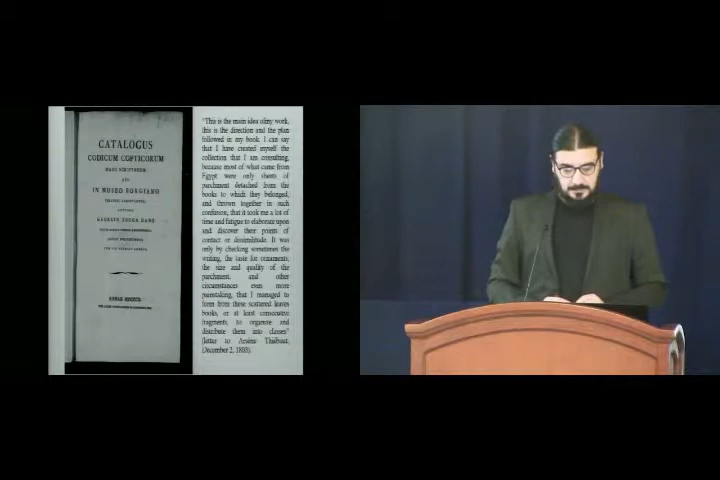 CATALOGUS
CODICUM COPTICORUM
MANU SCRIPTORUM
QUI
IN MUSEO BORGIANO
VELITRIS ADSERVANTUR
AUCTORE
GEORGIO ZOEGA DANO
ROMAE MDCCCX.
"This is the main idea ofmy work,
this is the direction and the plan
followed in my book. I can say
that I have created myself the
collection that I am consulting,
because most of what came from
Egypt were only sheets of
parchment detached from the
books to which they belonged,
and thrown together in such
confusion, that it took me a lot of
time and fatigue to elaborate upon
and discover their points of
contact or dissimilitude. It was
only by checking sometimes the
writing, the taste for ornaments,
the size and quality of the
parchment, and other
circumstances even more
painstaking, that I managed to
form from these scattered leaves
books, or at least consecutive
fragments, to organize and
distribute them into classes"
(letter to Arsène Thiébaut,
December 2, 1803).